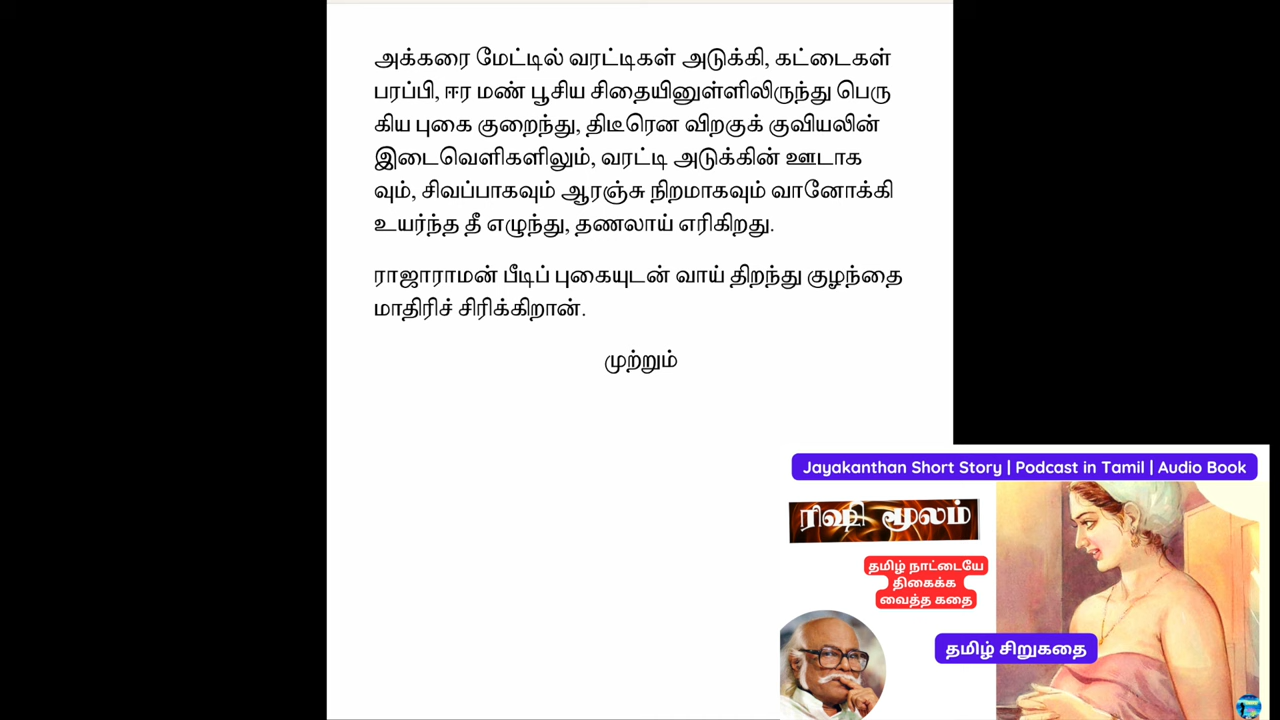 அக்கரை மேட்டில் வரட்டிகள் அடுக்கி, கட்டைகள்
பரப்பி, ஈர மண் பூசிய சிதையினுள்ளிலிருந்து பெரு
கிய புகை குறைந்து, திடீரென விறகுக் குவியலின்
இடைவெளிகளிலும், வரட்டி அடுக்கின் ஊடாக
வும், சிவப்பாகவும் ஆரஞ்சு நிறமாகவும் வானோக்கி
உயர்ந்த தீ எழுந்து, தணலாய் எரிகிறது.
ராஜாராமன் பீடிப் புகையுடன் வாய் திறந்து குழந்தை
மாதிரிச் சிரிக்கிறான்.
முற்றும்
Jayakanthan Short Story | Podcast in Tamil | Audio Book
ரிஷி மூலம்
தமிழ் நாட்டையே
திகைக்க
வைத்த கதை
தமிழ் சிறுகதை